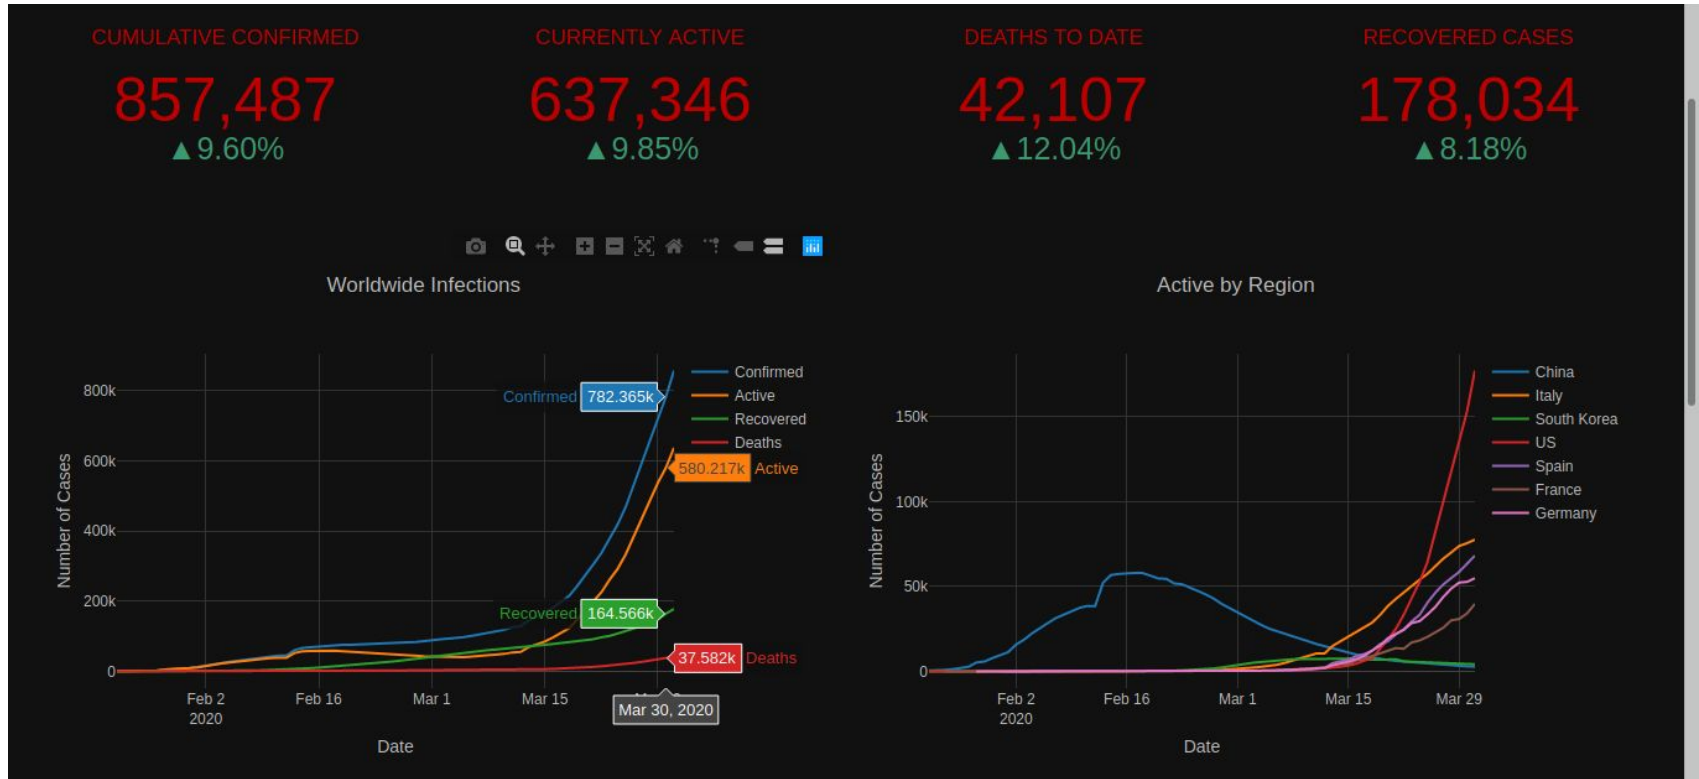 CUMULATIVE CONFIRMED
857,487
▲9.60%
CURRENTLY ACTIVE
637,346
▲9.85%
DEATHS TO DATE
42,107
▲12.04%
RECOVERED CASES
178,034
▲8.18%
Worldwide Infections
Number of Cases
800k
600k
400k
200k
0
Confirmed 782.365k
580.217k Active
Recovered 164.566k
37.582k Deaths
Confirmed
Active
Recovered
Deaths
Feb 2
2020
Feb 16
Mar 1
Mar 15
Mar 30, 2020
Date
Active by Region
Number of Cases
150k
100k
50k
0
China
Italy
South Korea
US
Spain
France
Germany
Feb 2
2020
Feb 16
Mar 1
Mar 15
Mar 29
Date